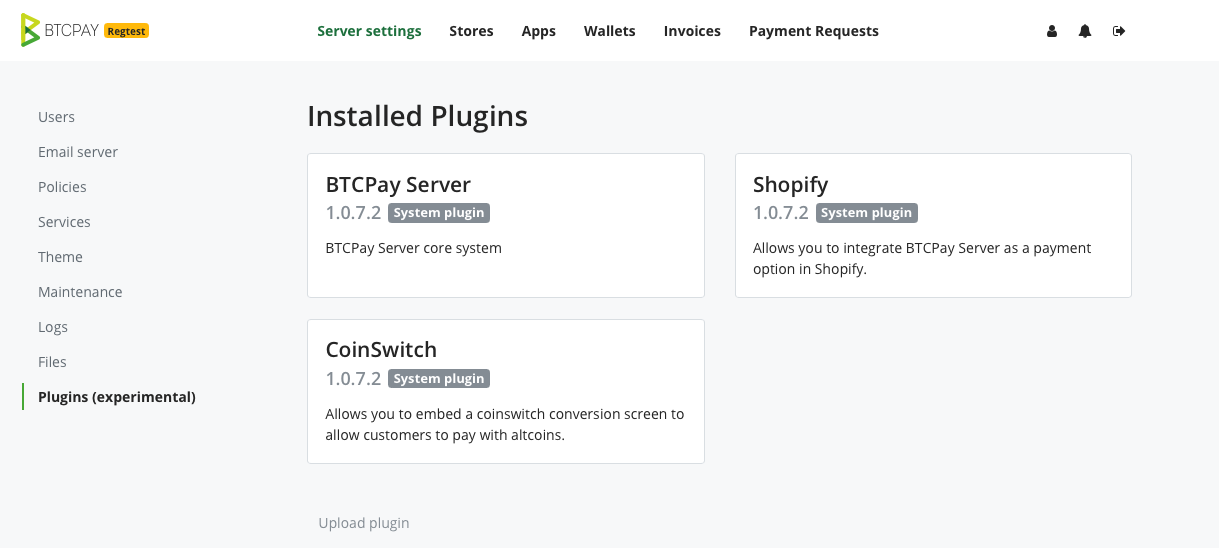 BTCPAY Regtest
Server settings Stores Apps Wallets Invoices Payment Requests
Users
Email server
Policies
Services
Theme
Maintenance
Logs
Files
Plugins (experimental)
Installed Plugins
BTCPay Server
1.0.7.2 System plugin
BTCPay Server core system
Shopify
1.0.7.2 System plugin
Allows you to integrate BTCPay Server as a payment
option in Shopify.
CoinSwitch
1.0.7.2 System plugin
Allows you to embed a coinswitch conversion screen to
allow customers to pay with altcoins.
Upload plugin